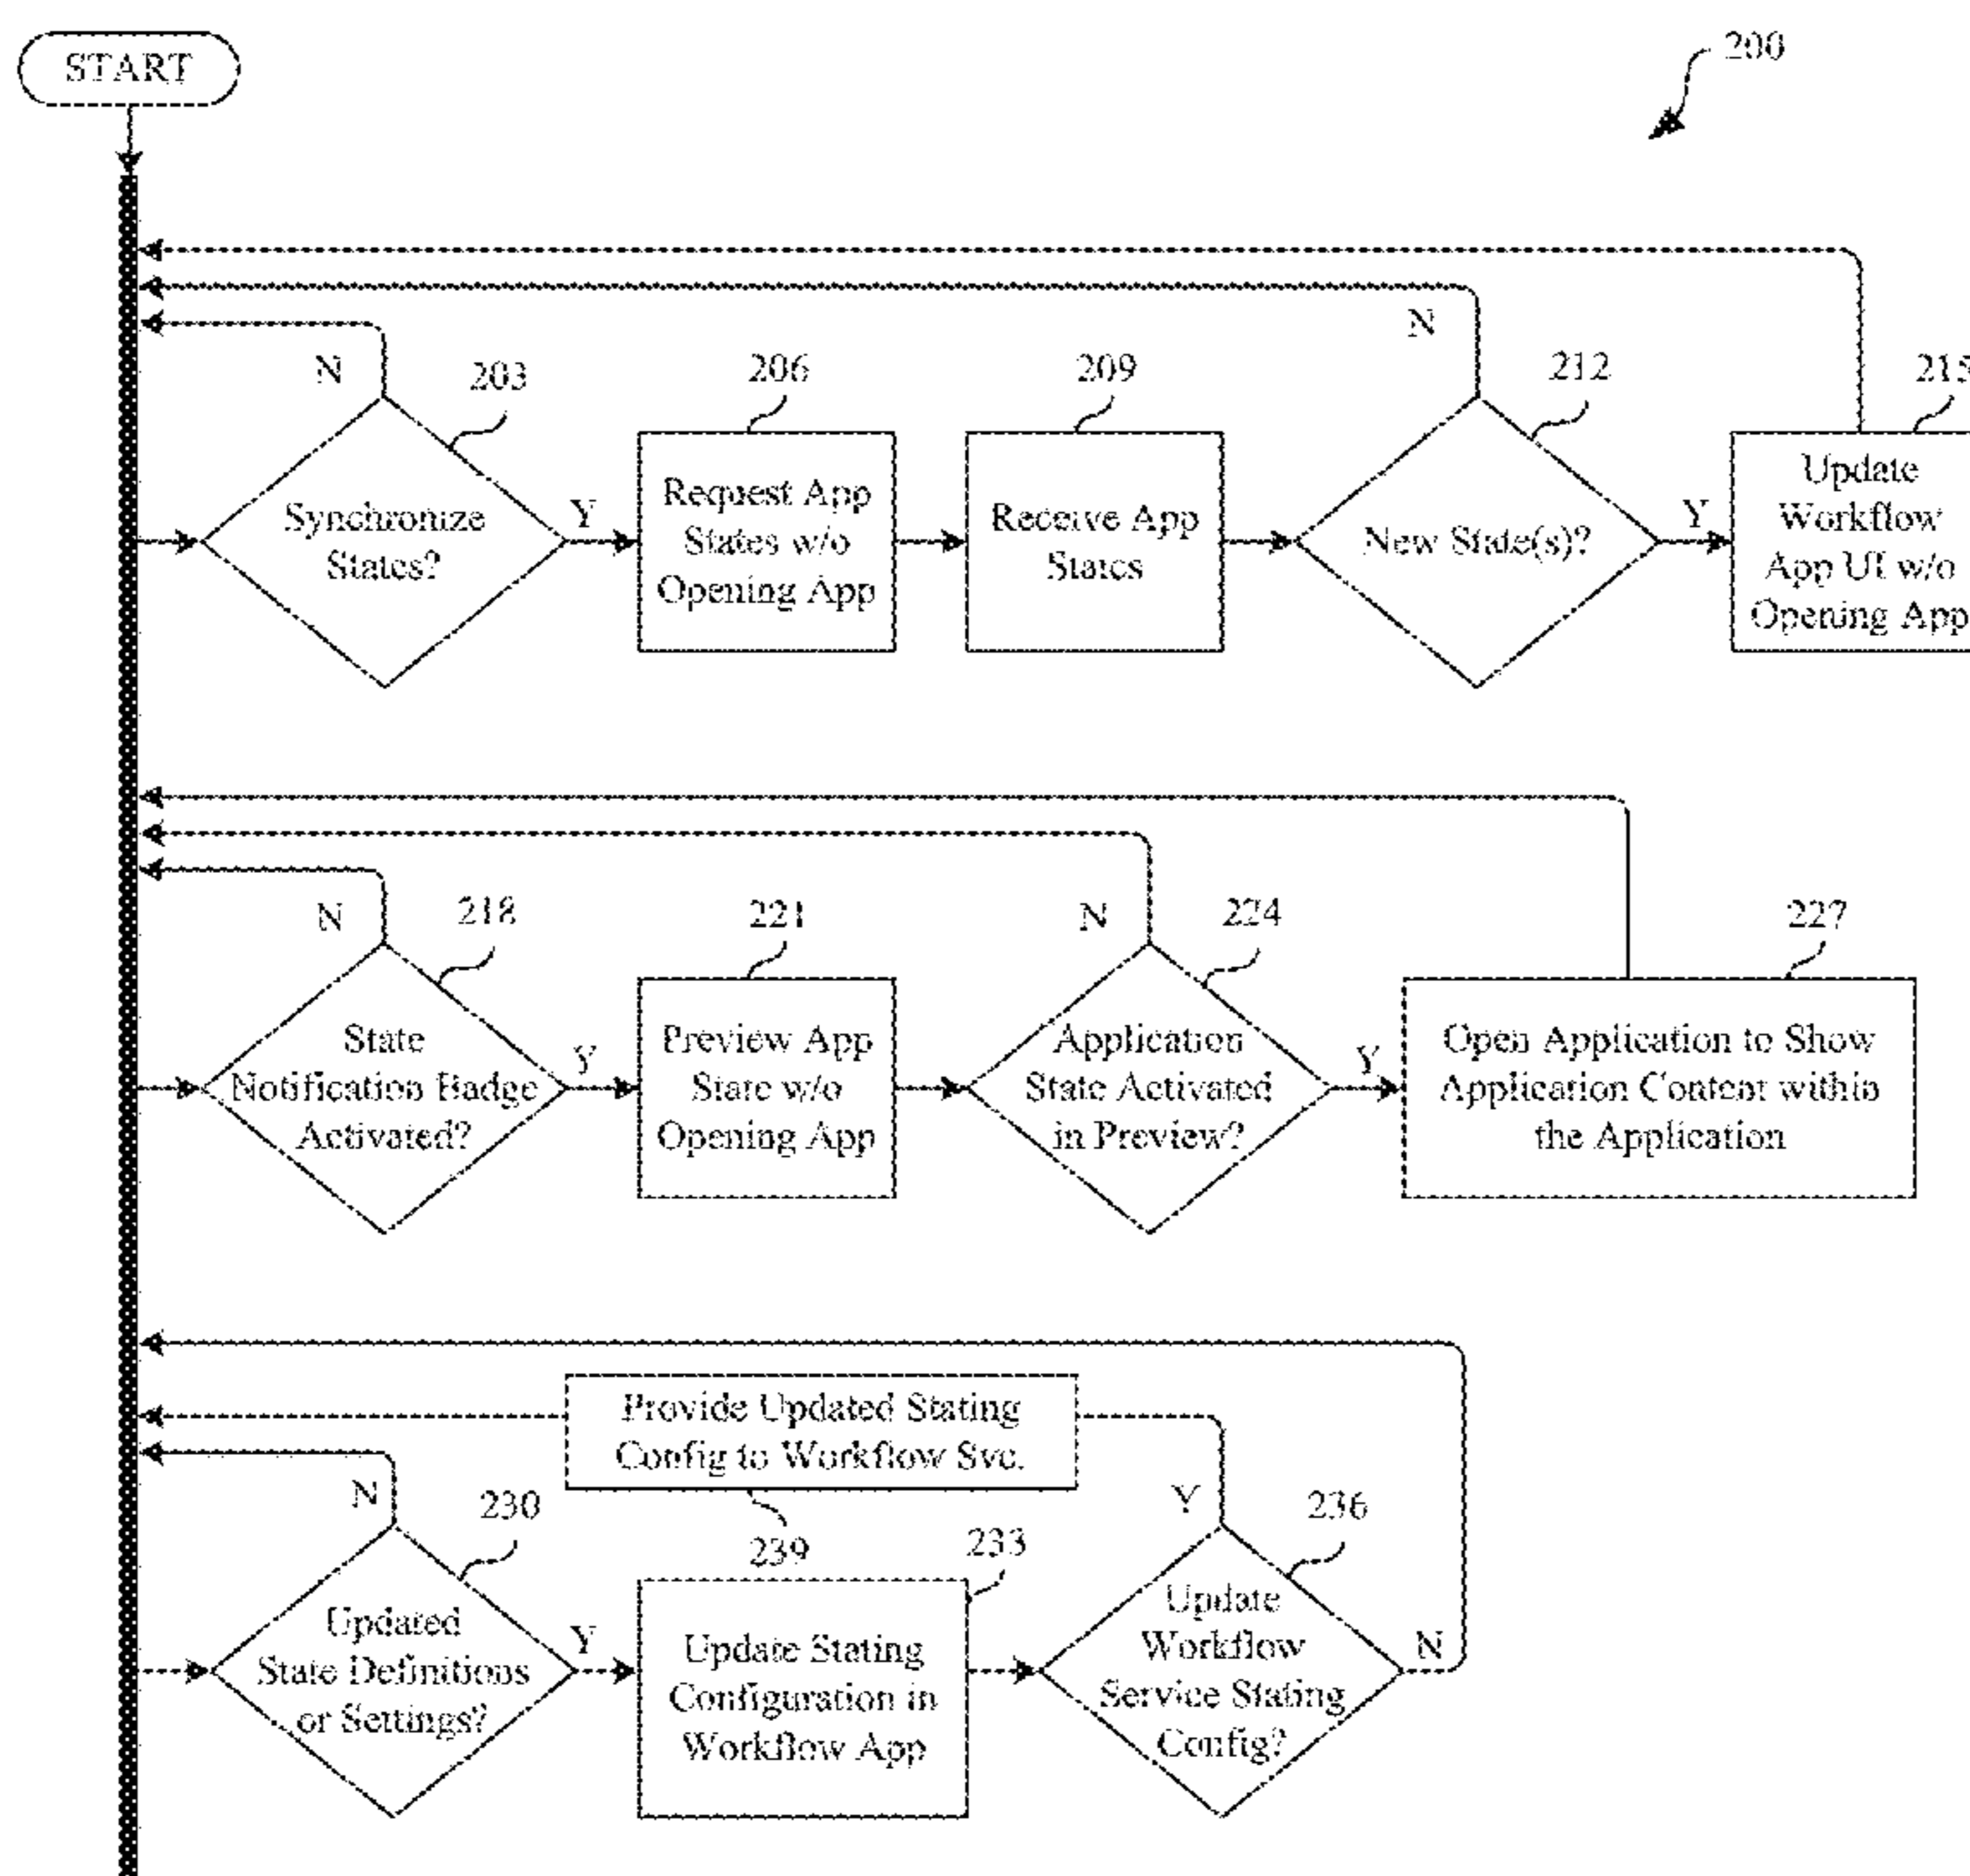 START
200
N
203
206
209
N
212
215
Synchronize
States?
Y
Request App
States w/o
Opening App
Receive App
States
New State(s)?
Y
Update
Workflow
App UI w/o
Opening App
N
218
221
N
224
227
State
Notification Badge
Activated?
Y
Preview App
State w/o
Opening App
Application
State Activated
in Preview?
Y
Open Application to Show
Application Content within
the Application
Provide Updated Stating
Config to Workflow Svc.
N
230
239
233
Y
236
Updated
State Definitions
or Settings?
Y
Update Stating
Configuration in
Workflow App
Update
Workflow
Service Stating
Config?
N